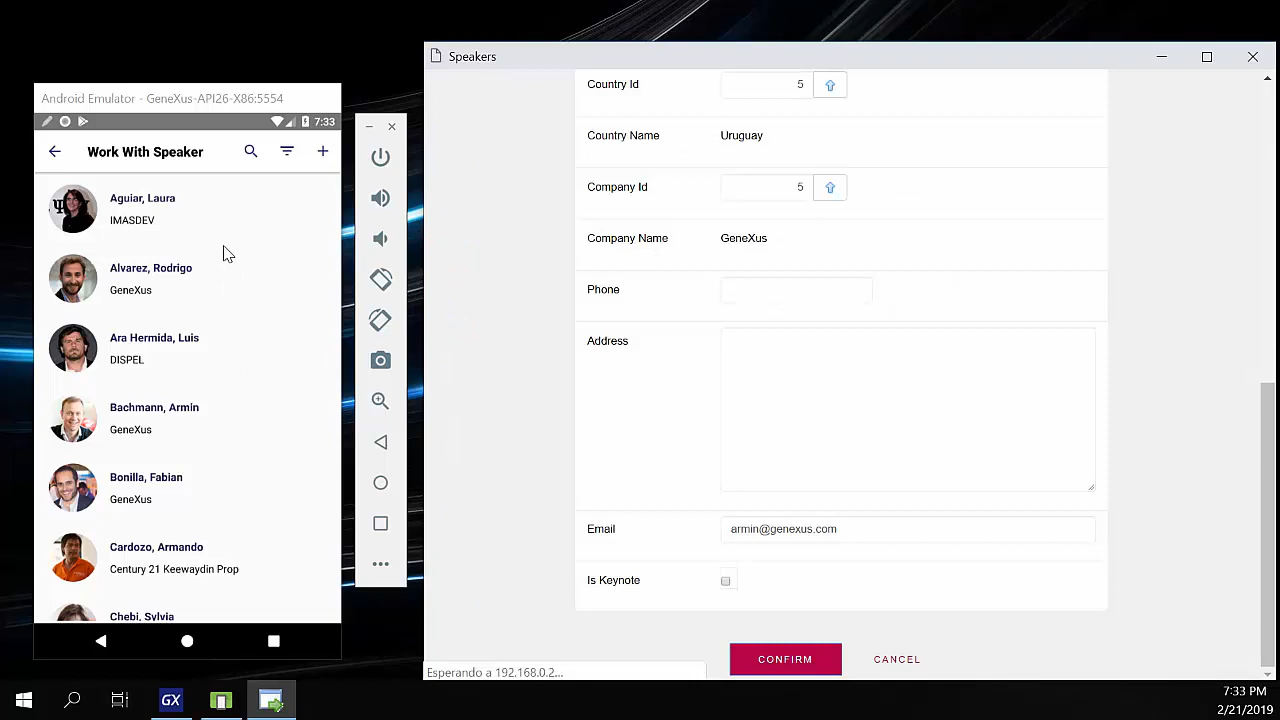 Speakers
Android Emulator - GeneXus-API26-X86:5554
7:33
Work With Speaker
Aguiar, Laura
IMASDEV
Alvarez, Rodrigo
GeneXus
Ara Hermida, Luis
DISPEL
Bachmann, Armin
GeneXus
Bonilla, Fabian
GeneXus
Cardozo, Armando
Century 21 Keewaydin Prop
Chebi, Sylvia
Country Id 5
Country Name Uruguay
Company Id 5
Company Name GeneXus
Phone
Address
Email armin@genexus.com
Is Keynote
CONFIRM CANCEL
Esperando a 192.168.0.2...
GX
7:33 PM
2/21/2019